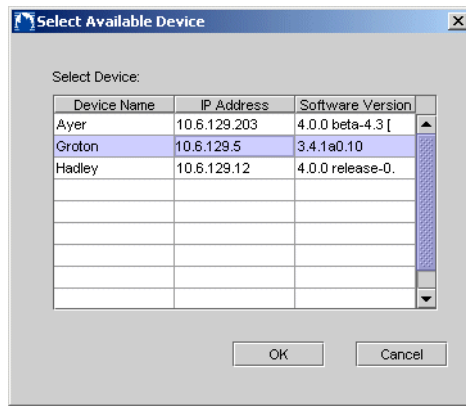 Select Available Device
Select Device:
Device Name IP Address Software Version
Ayer 10.6.129.203 4.0.0 beta-4.3 [
Groton 10.6.129.5 3.4.1a0.10
Hadley 10.6.129.12 4.0.0 release-0.
OK Cancel